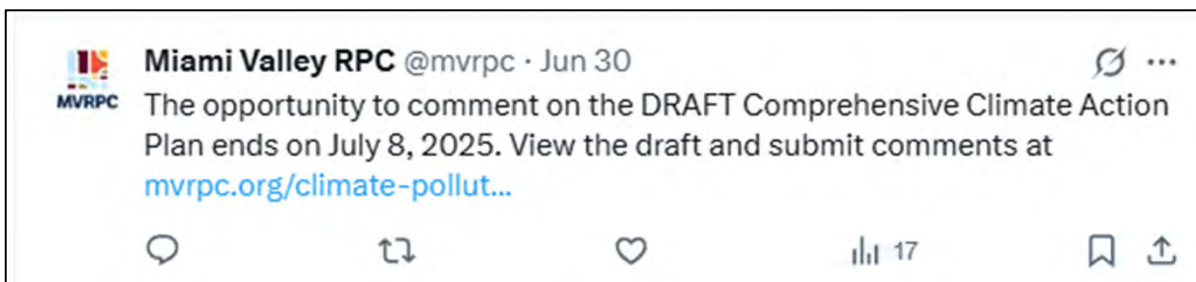 Miami Valley RPC @mvrpc · Jun 30
MVRPC
The opportunity to comment on the DRAFT Comprehensive Climate Action
Plan ends on July 8, 2025. View the draft and submit comments at
mvrpc.org/climate-pollut...
17